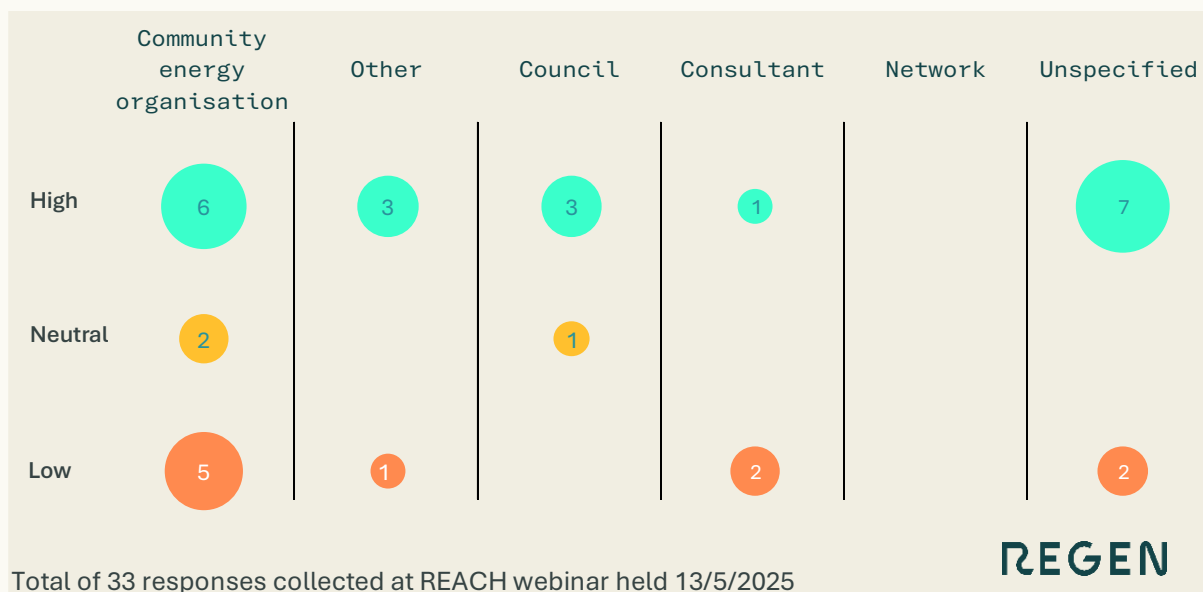 Community
energy
organisation
Other
Council
Consultant
Network
Unspecified
High
6
3
3
1
7
Neutral
2
1
Low
5
1
2
2
REGEN
Total of 33 responses collected at REACH webinar held 13/5/2025